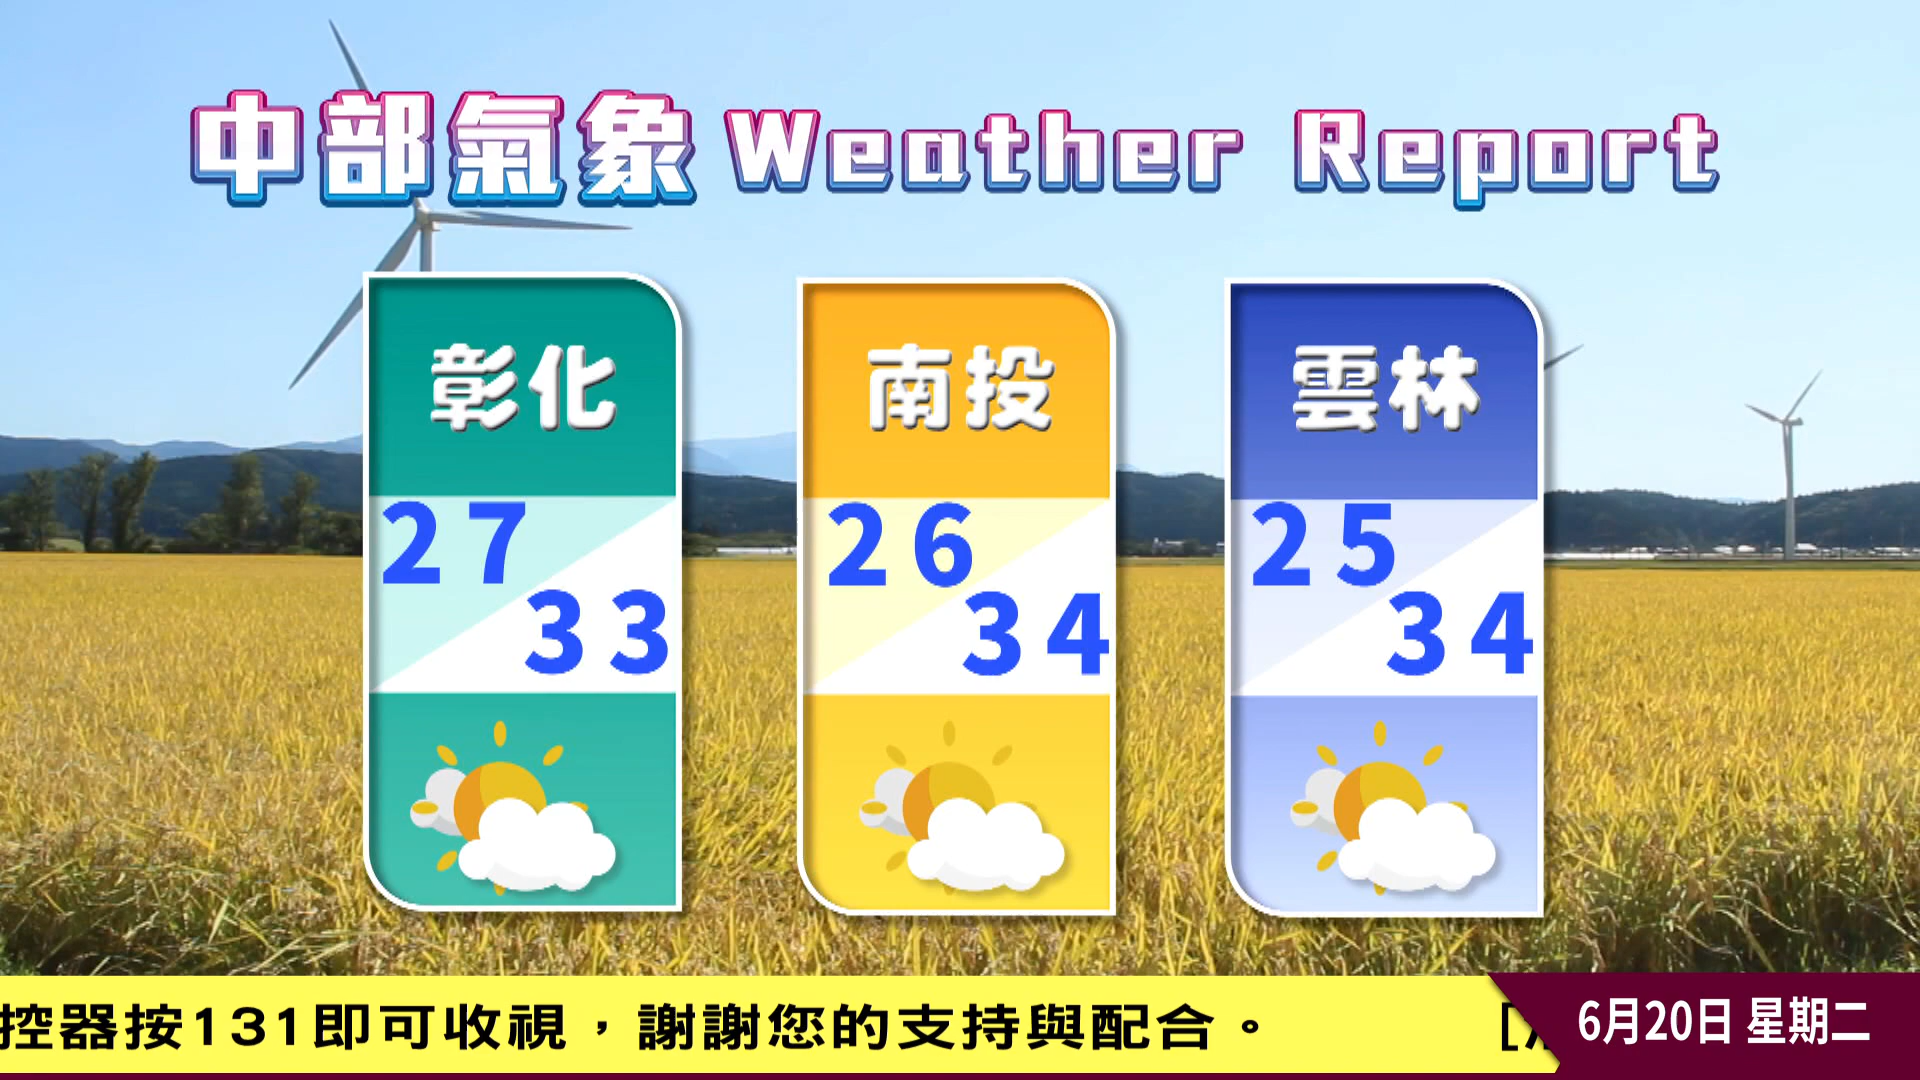 中部氣象 Weather Report
彰化
27
33
南投
26
34
雲林
25
34
控器按131即可收視，謝謝您的支持與配合。 [
6月20日 星期二